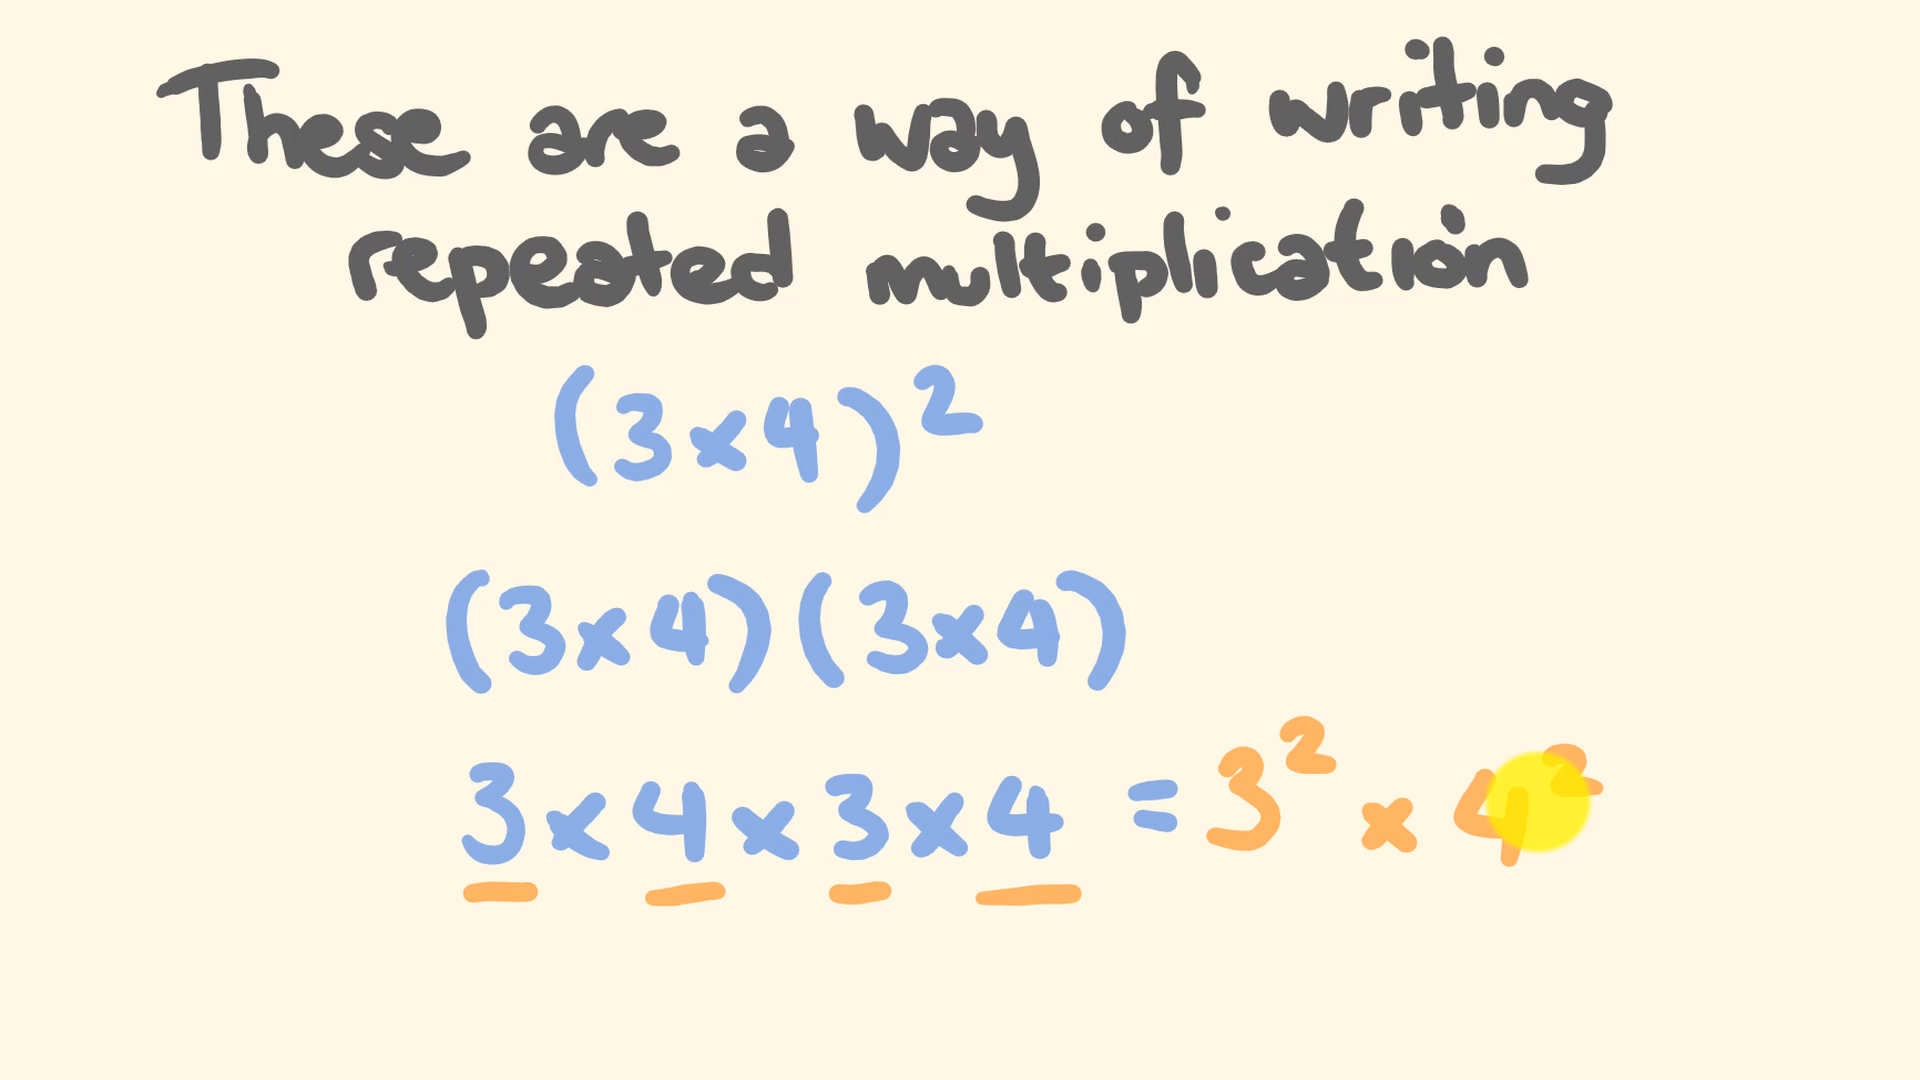 These are a way of writing
repeated multiplication
(3×4)²
(3×4)(3×4)
3×4×3×4 = 3² × 4²